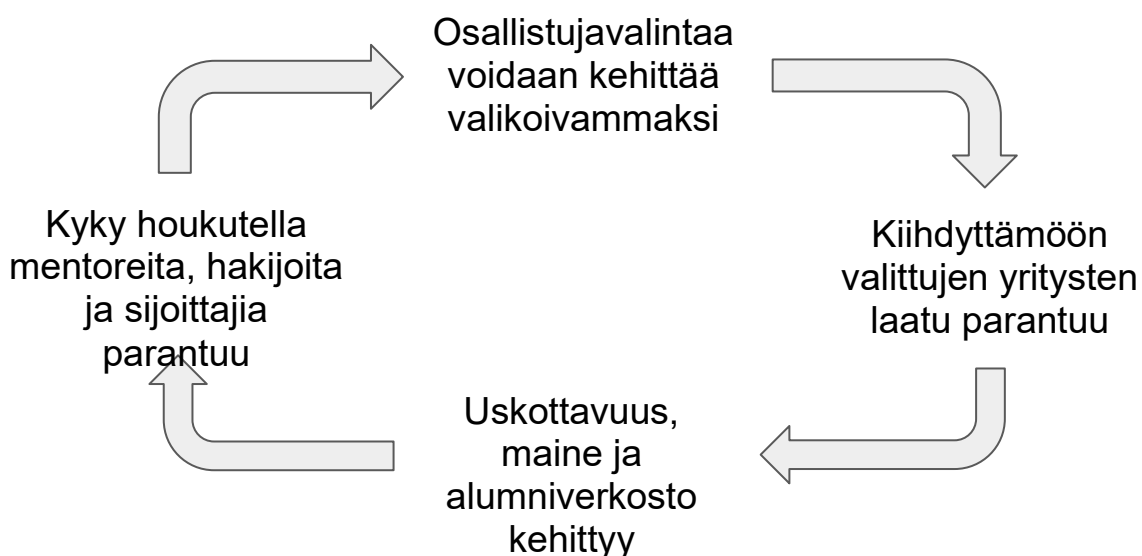 Osallistujavalintaa
voidaan kehittää
valikoivammaksi
Kiihdyttämöön
valittujen yritysten
laatu parantuu
Uskottavuus,
maine ja
alumniverkosto
kehittyy
Kyky houkutella
mentoreita, hakijoita
ja sijoittajia
parantuu